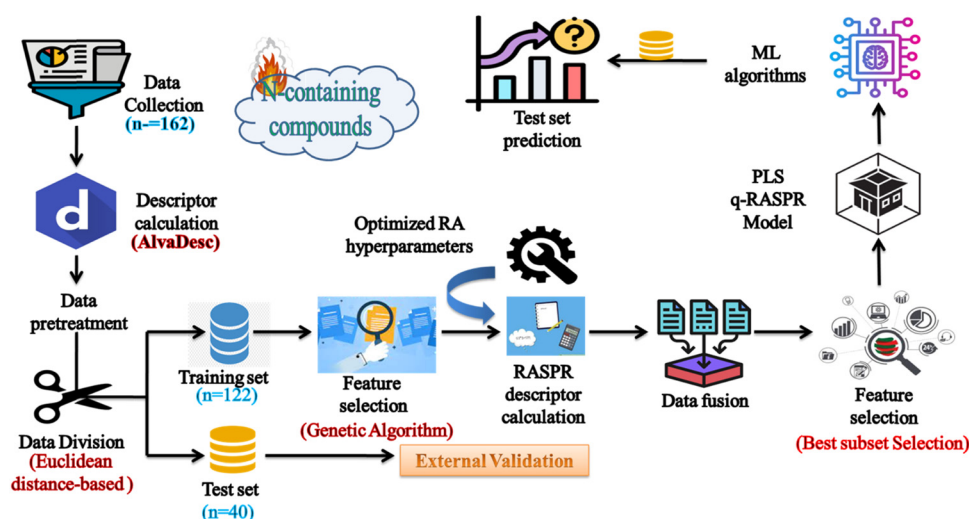 Data
Collection
(n-=162)
N-containing
compounds
Test set
prediction
ML
algorithms
d
Descriptor
calculation
(AlvaDesc)
Optimized RA
hyperparameters
PLS
q-RASPR
Model
Data
pretreatment
Training set
(n=122)
Feature
selection
(Genetic Algorithm)
RASPR
descriptor
calculation
Data fusion
Feature
selection
(Best subset Selection)
Data Division
(Euclidean
distance-based )
Test set
(n=40)
External Validation
?